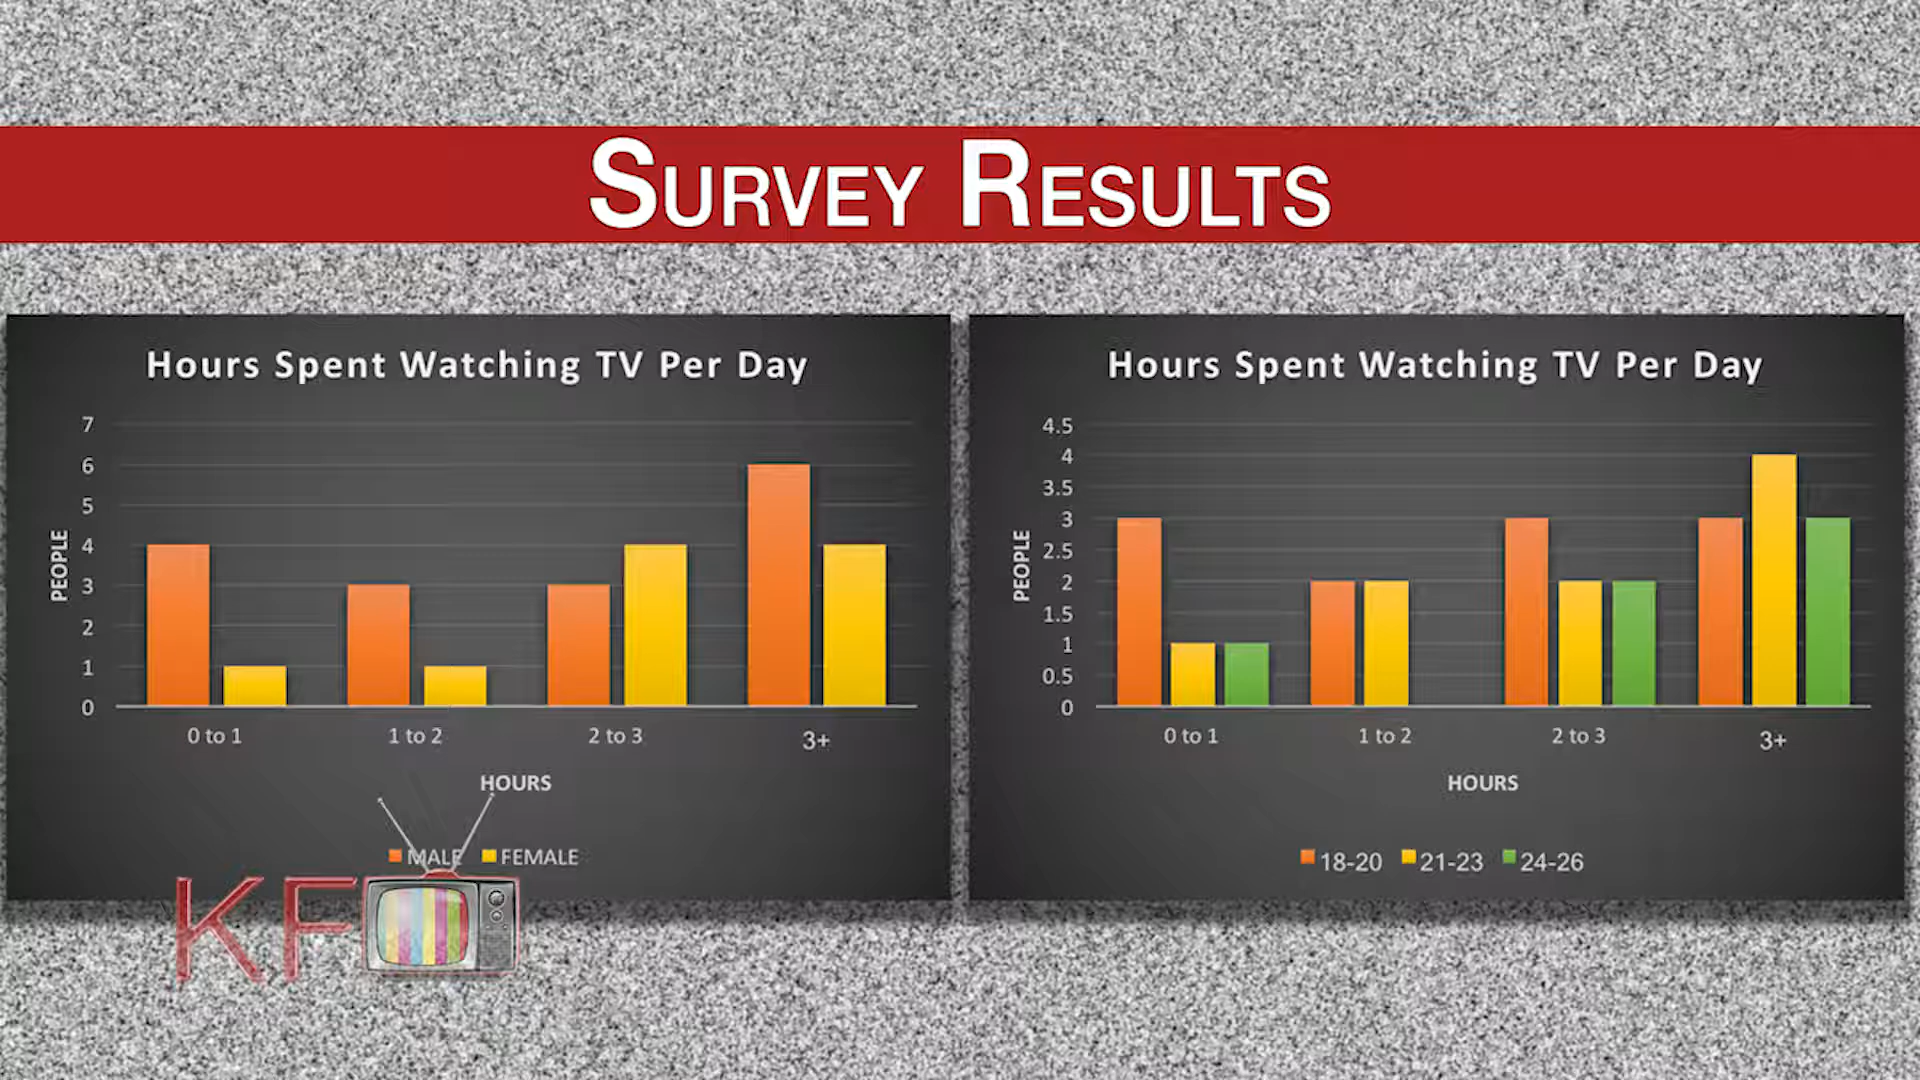 SURVEY RESULTS
Hours Spent Watching TV Per Day
7
6
5
4
3
2
1
0
PEOPLE
0 to 1 1 to 2 2 to 3 3+
HOURS
MALE FEMALE
Hours Spent Watching TV Per Day
4.5
4
3.5
3
2.5
2
1.5
1
0.5
0
PEOPLE
0 to 1 1 to 2 2 to 3 3+
HOURS
18-20 21-23 24-26
KF